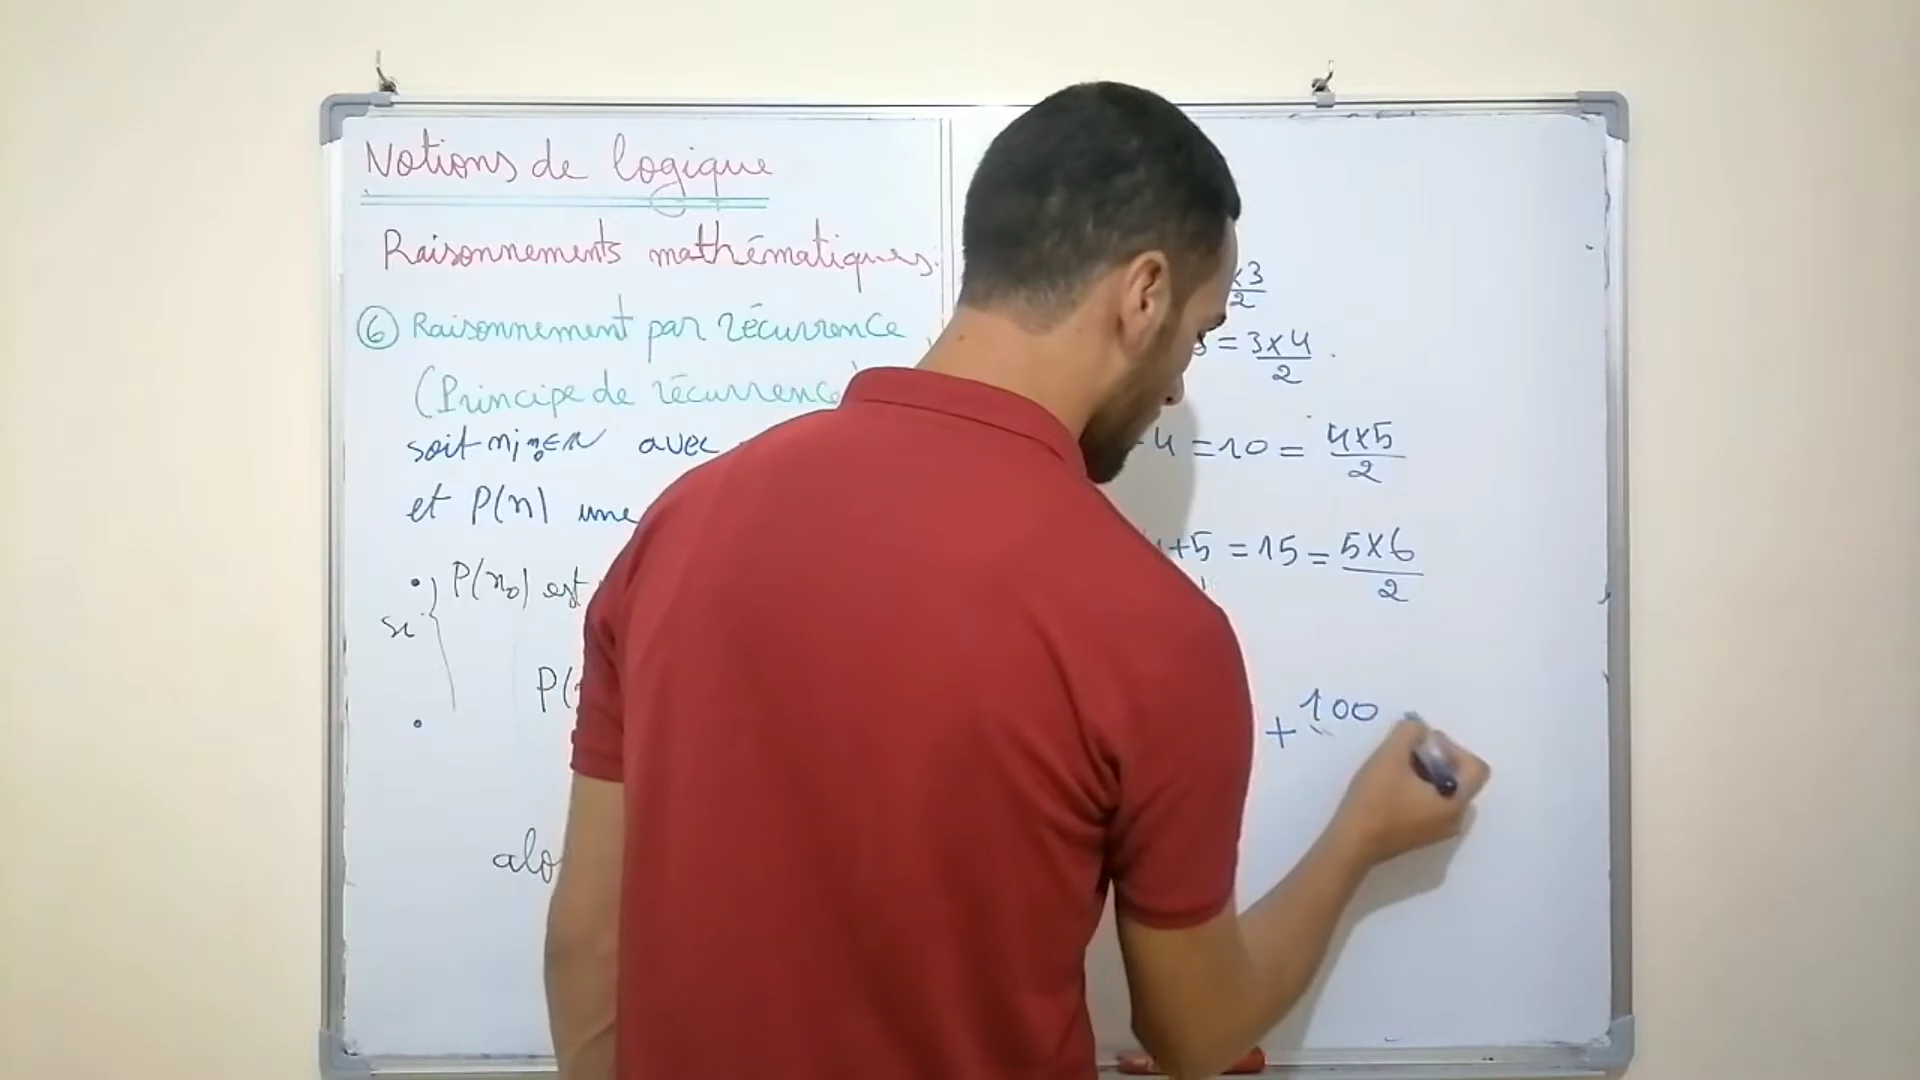 Notions de logique
Raisonnements mathématiques.
⑥ Raisonnement par récurrence
(Principe de récurrence
soit n; n₀ ∈ ℕ avec
et P(n) une
• P(n₀) est
si {
P(
•
alo
×3
2
3 = 3×4
2
4 = 10 = 4×5
2
+5 = 15 = 5×6
2
+ 100